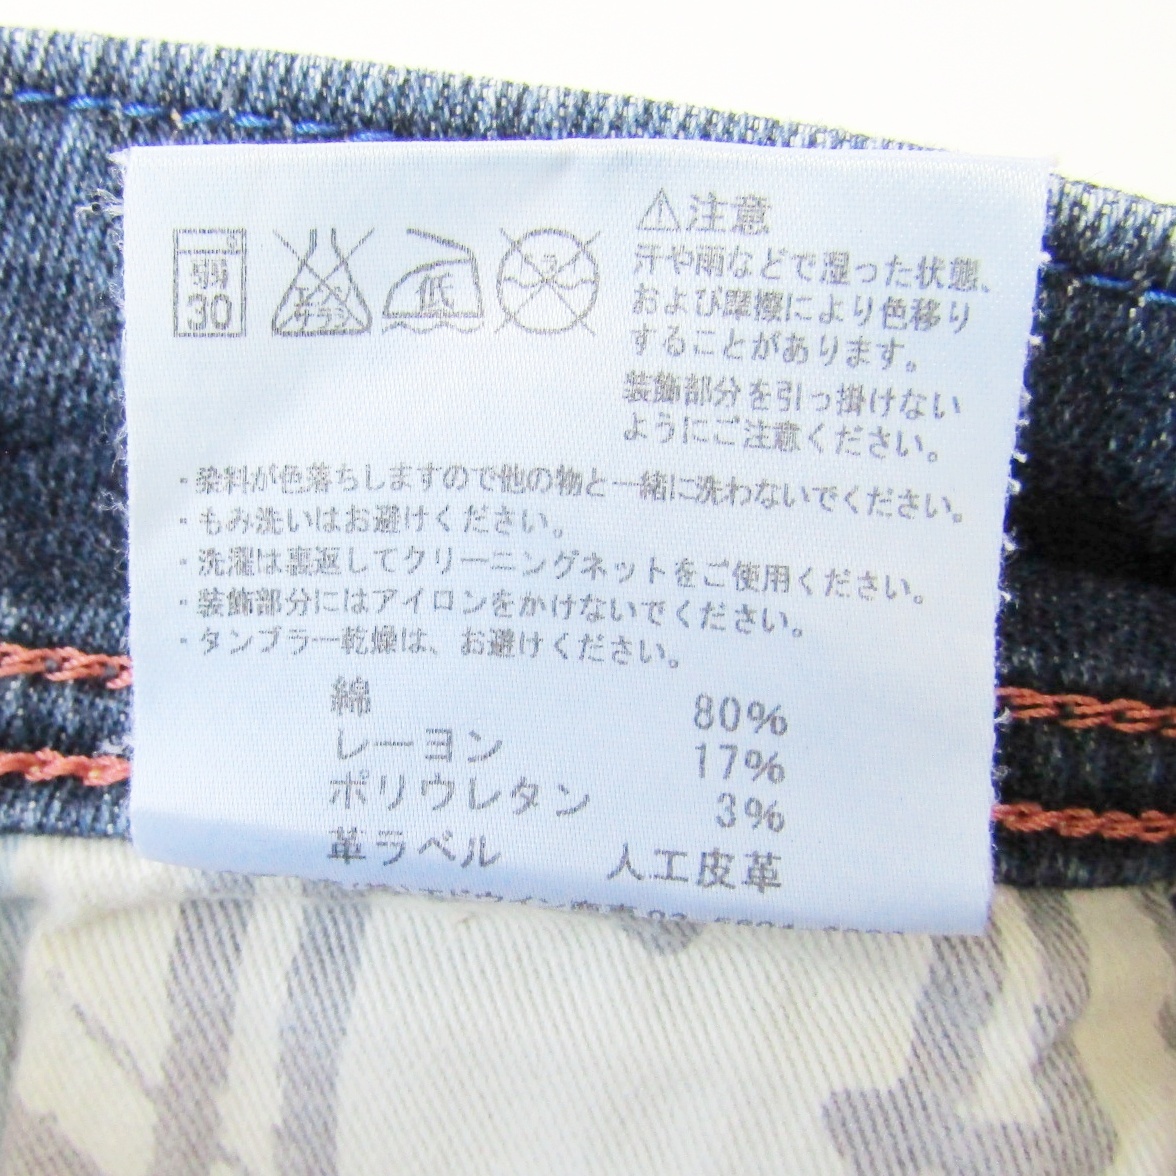 弱
30
エンソ
サラシ
低
⚠注意
汗や雨などで湿った状態、
および摩擦により色移り
することがあります。
装飾部分を引っ掛けない
ようにご注意ください。
・染料が色落ちしますので他の物と一緒に洗わないでください。
・もみ洗いはお避けください。
・洗濯は裏返してクリーニングネットをご使用ください。
・装飾部分にはアイロンをかけないでください。
・タンブラー乾燥は、お避けください。
綿 80%
レーヨン 17%
ポリウレタン 3%
革ラベル 人工皮革
エドウイン